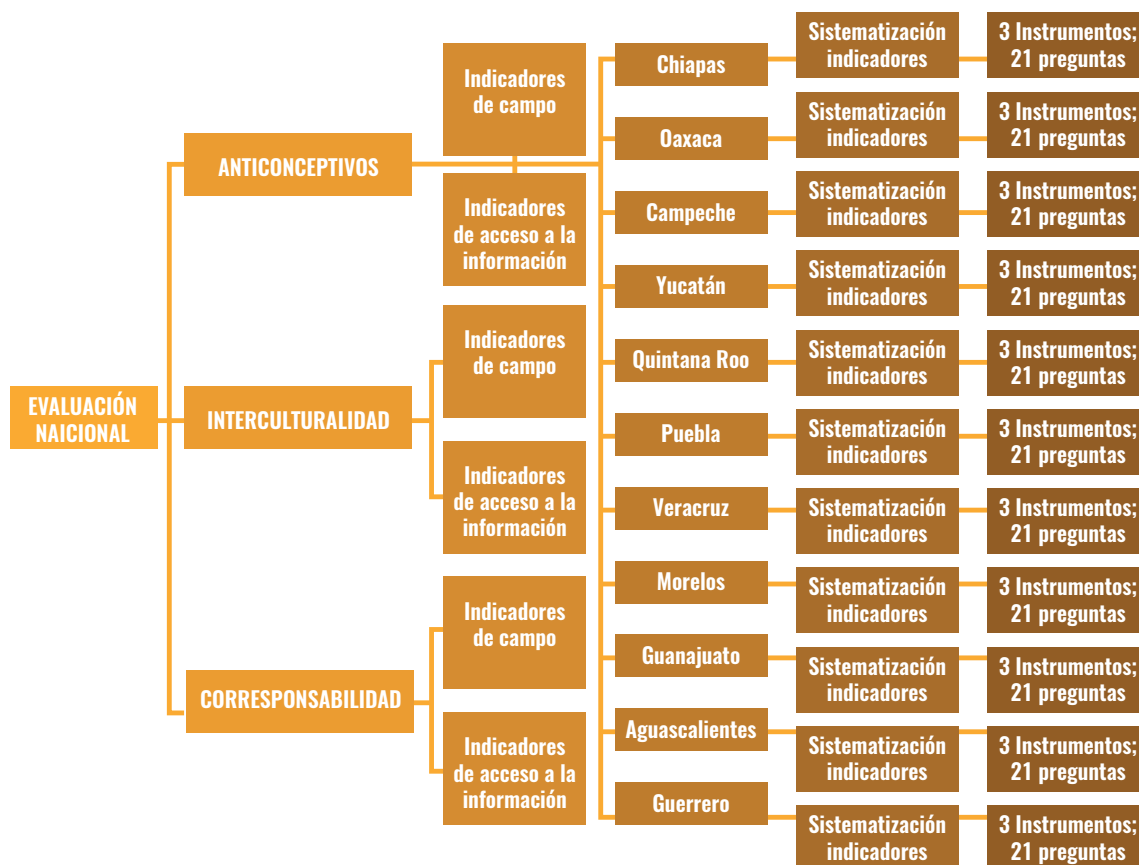 EVALUACIÓN
NAICIONAL
ANTICONCEPTIVOS
INTERCULTURALIDAD
CORRESPONSABILIDAD
Indicadores
de campo
Indicadores
de acceso a la
información
Indicadores
de campo
Indicadores
de acceso a la
información
Indicadores
de campo
Indicadores
de acceso a la
información
Chiapas
Sistematización
indicadores
3 Instrumentos;
21 preguntas
Oaxaca
Sistematización
indicadores
3 Instrumentos;
21 preguntas
Campeche
Sistematización
indicadores
3 Instrumentos;
21 preguntas
Yucatán
Sistematización
indicadores
3 Instrumentos;
21 preguntas
Quintana Roo
Sistematización
indicadores
3 Instrumentos;
21 preguntas
Puebla
Sistematización
indicadores
3 Instrumentos;
21 preguntas
Veracruz
Sistematización
indicadores
3 Instrumentos;
21 preguntas
Morelos
Sistematización
indicadores
3 Instrumentos;
21 preguntas
Guanajuato
Sistematización
indicadores
3 Instrumentos;
21 preguntas
Aguascalientes
Sistematización
indicadores
3 Instrumentos;
21 preguntas
Guerrero
Sistematización
indicadores
3 Instrumentos;
21 preguntas